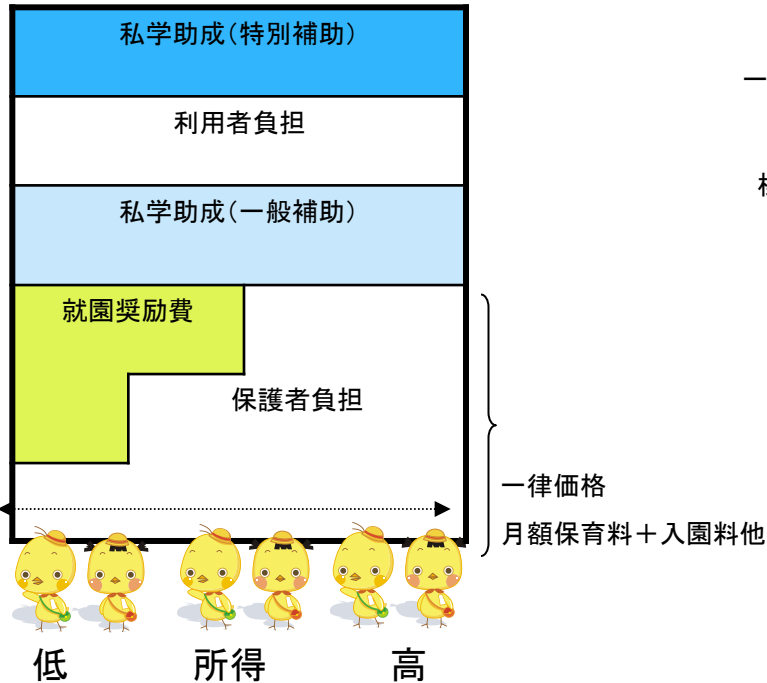 私学助成(特別補助)
利用者負担
私学助成(一般補助)
就園奨励費
保護者負担
一律価格
月額保育料＋入園料他
低 所得 高
一